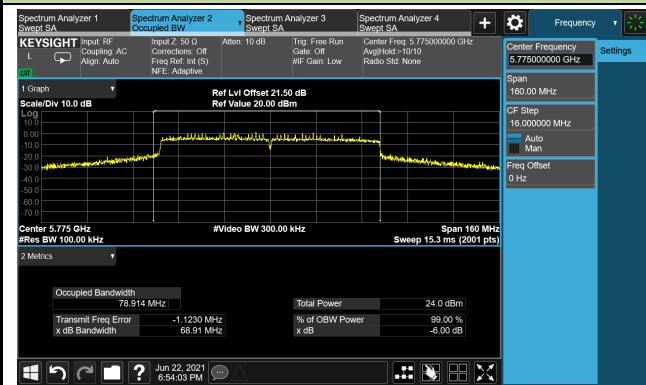 Spectrum Analyzer 1
Swept SA
Spectrum Analyzer 2
Occupied BW
Spectrum Analyzer 3
Swept SA
Spectrum Analyzer 4
Swept SA
+
Frequency
KEYSIGHT
L
LXI
Input: RF
Coupling: AC
Align: Auto
Input Z: 50 Ω
Corrections: Off
Freq Ref: Int (S)
NFE: Adaptive
Atten: 10 dB
Trig: Free Run
Gate: Off
#IF Gain: Low
Center Freq: 5.775000000 GHz
Avg|Hold:>10/10
Radio Std: None
Center Frequency
5.775000000 GHz
Settings
Span
160.00 MHz
CF Step
16.000000 MHz
Auto
Man
Freq Offset
0 Hz
1 Graph
Scale/Div 10.0 dB
Ref Lvl Offset 21.50 dB
Ref Value 20.00 dBm
Log
10.0
0.00
-10.0
-20.0
-30.0
-40.0
-50.0
-60.0
-70.0
Center 5.775 GHz
#Video BW 300.00 kHz
Span 160 MHz
#Res BW 100.00 kHz
Sweep 15.3 ms (2001 pts)
2 Metrics
Occupied Bandwidth
78.914 MHz
Total Power
24.0 dBm
Transmit Freq Error
-1.1230 MHz
% of OBW Power
99.00 %
x dB Bandwidth
68.91 MHz
x dB
-6.00 dB
?
Jun 22, 2021
6:54:03 PM